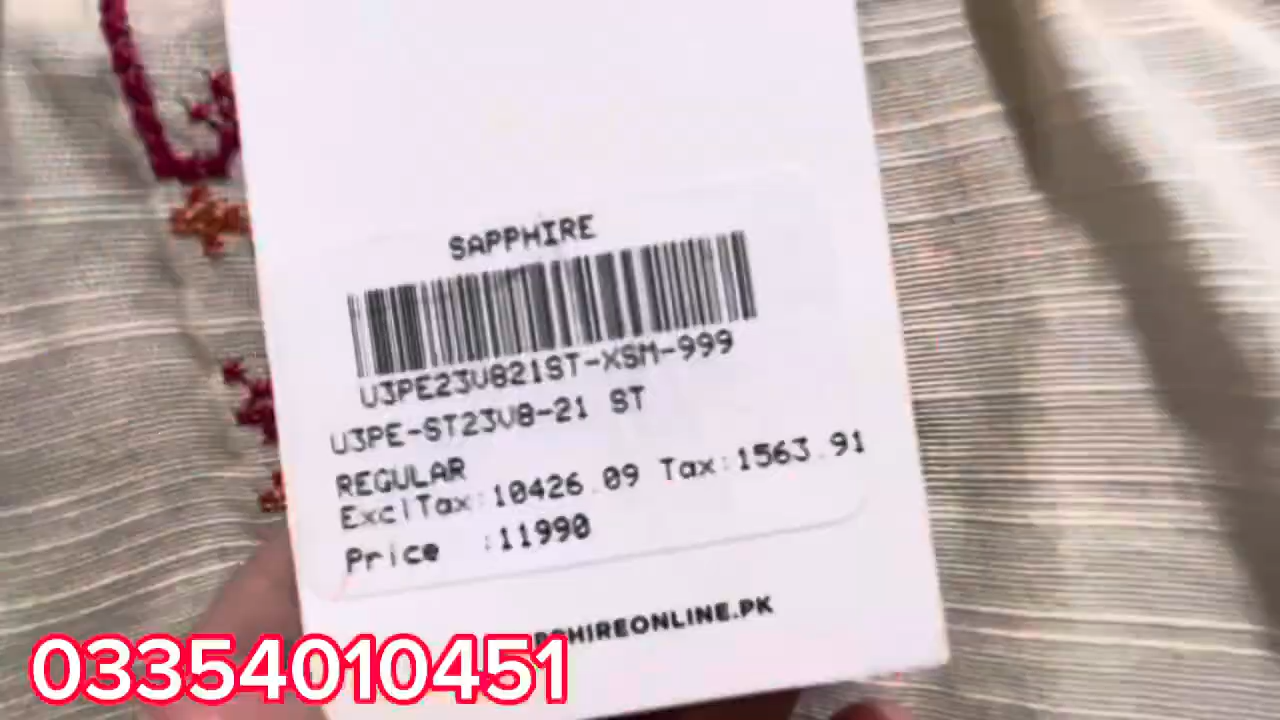 SAPPHIRE
U3PE23V821ST-XSM-999
U3PE-ST23V8-21 ST
REGULAR
ExclTax:10426.09 Tax:1563.91
Price :11990
03354010451